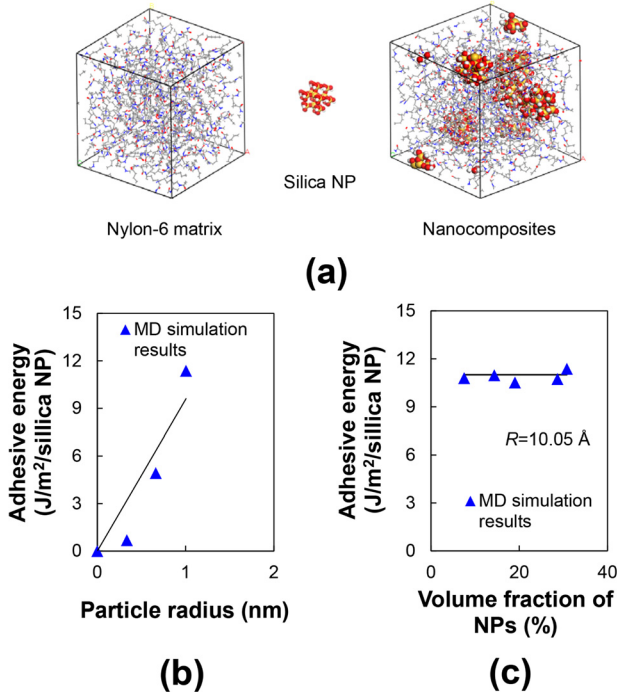 Nylon-6 matrix
Silica NP
Nanocomposites
(a)
Adhesive energy
(J/m²/sillica NP)
15
12
9
6
3
0
0
1
2
MD simulation
results
Particle radius (nm)
(b)
Adhesive energy
(J/m²/sillica NP)
15
12
9
6
3
0
0
20
40
R=10.05 Å
MD simulation
results
Volume fraction of
NPs (%)
(c)